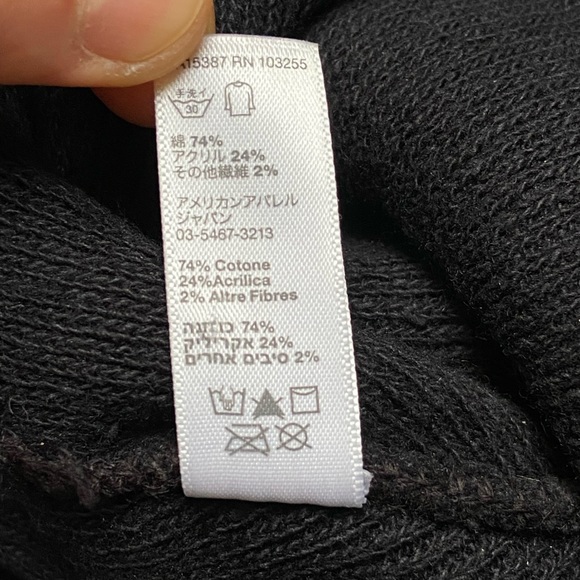 15387 RN 103255
手洗イ
30
綿 74%
アクリル 24%
その他繊維 2%
アメリカンアパレル
ジャパン
03-5467-3213
74% Cotone
24%Acrilica
2% Altre Fibres
74% כותנה
24% אקריליק
2% סיבים אחרים